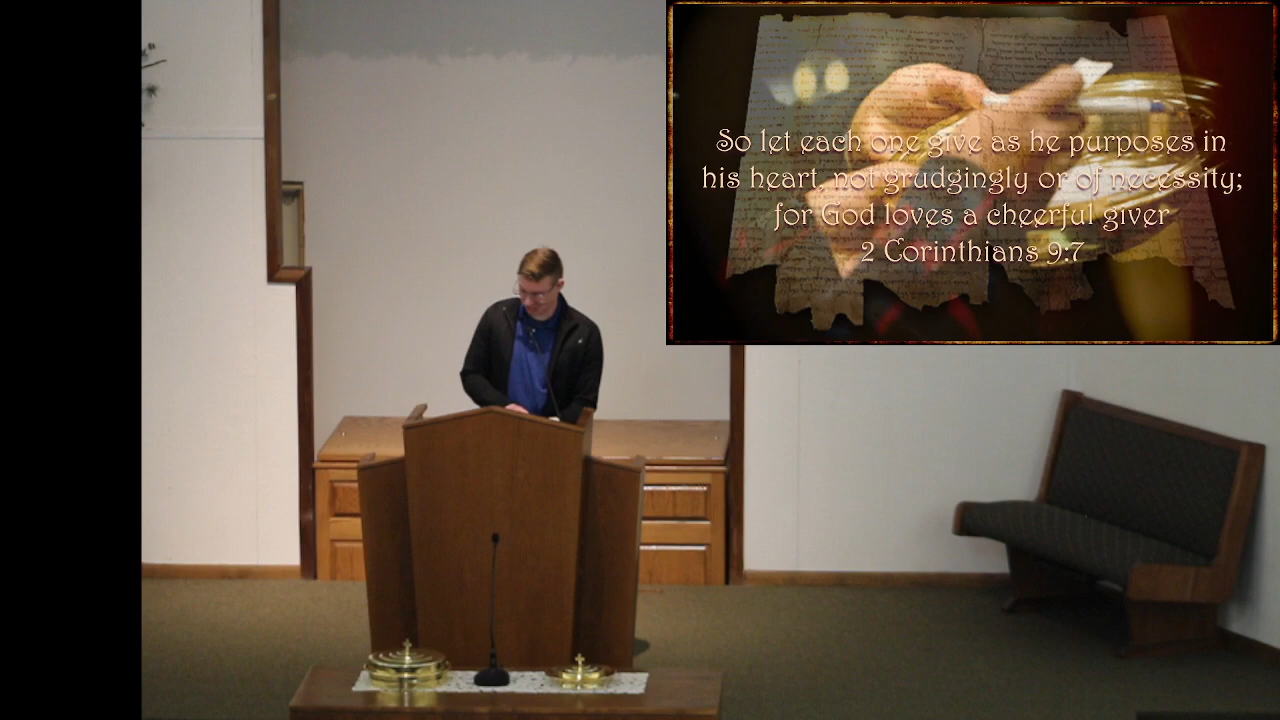 So let each one give as he purposes in
his heart, not grudgingly or of necessity;
for God loves a cheerful giver
2 Corinthians 9:7